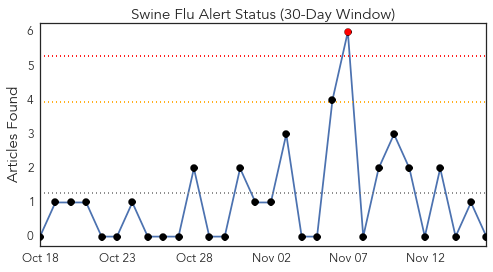 Swine Flu Alert Status (30-Day Window)
Articles Found
6
5
4
3
2
1
0
Oct 18 Oct 23 Oct 28 Nov 02 Nov 07 Nov 12